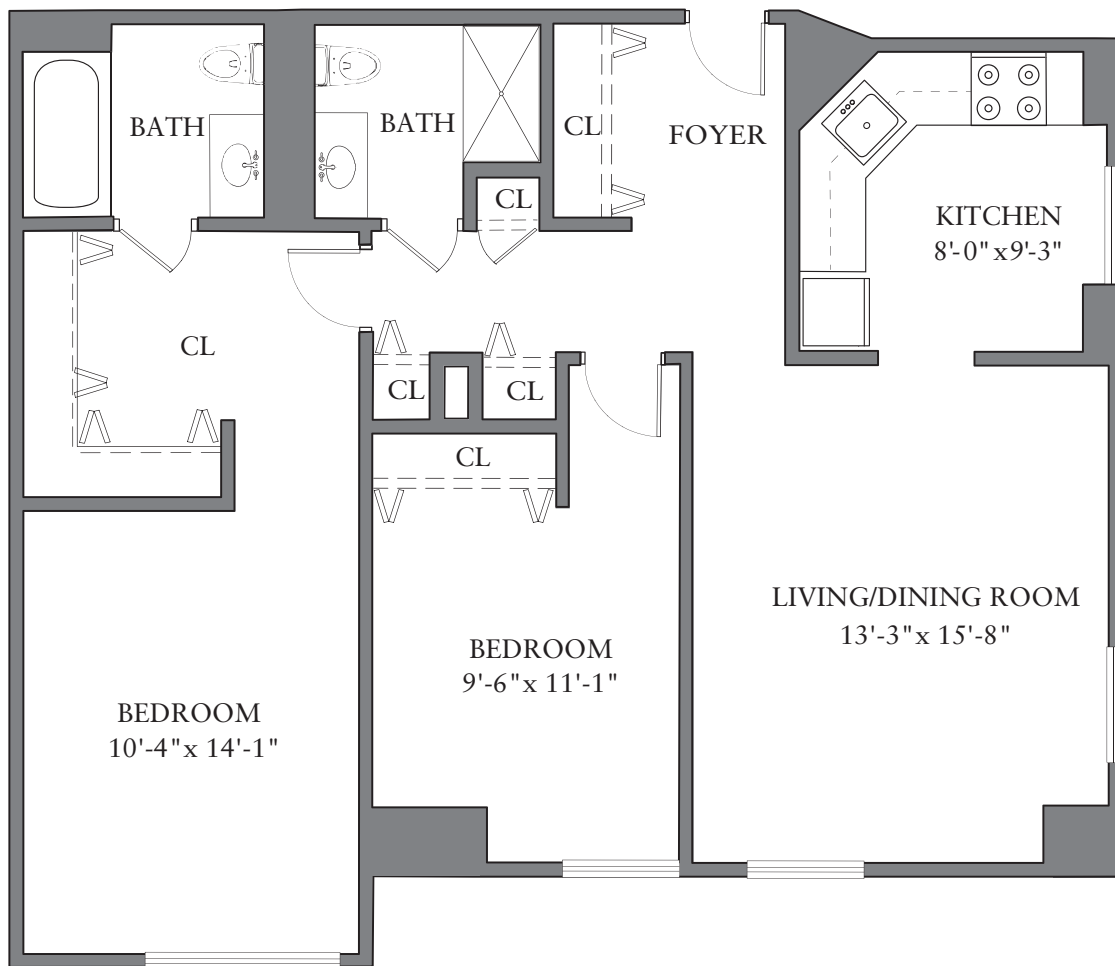 BATH
BATH
CL
FOYER
CL
KITCHEN
8'-0" x9'-3"
CL
CL
CL
CL
LIVING/DINING ROOM
13'-3" x 15'-8"
BEDROOM
9'-6" x 11'-1"
BEDROOM
10'-4" x 14'-1"